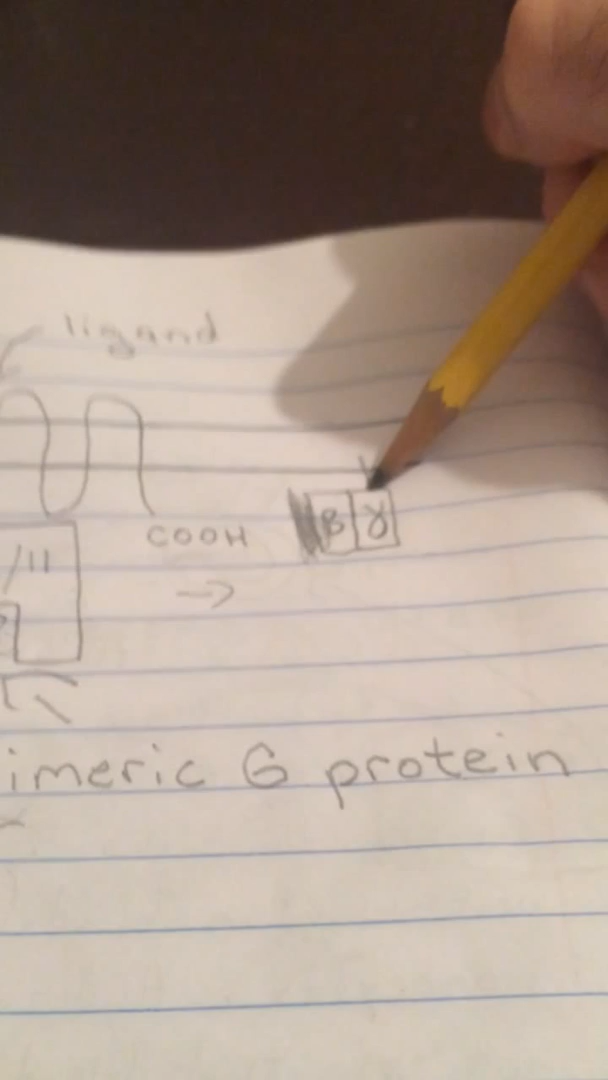 ligand
β γ
COOH
→
imeric G protein